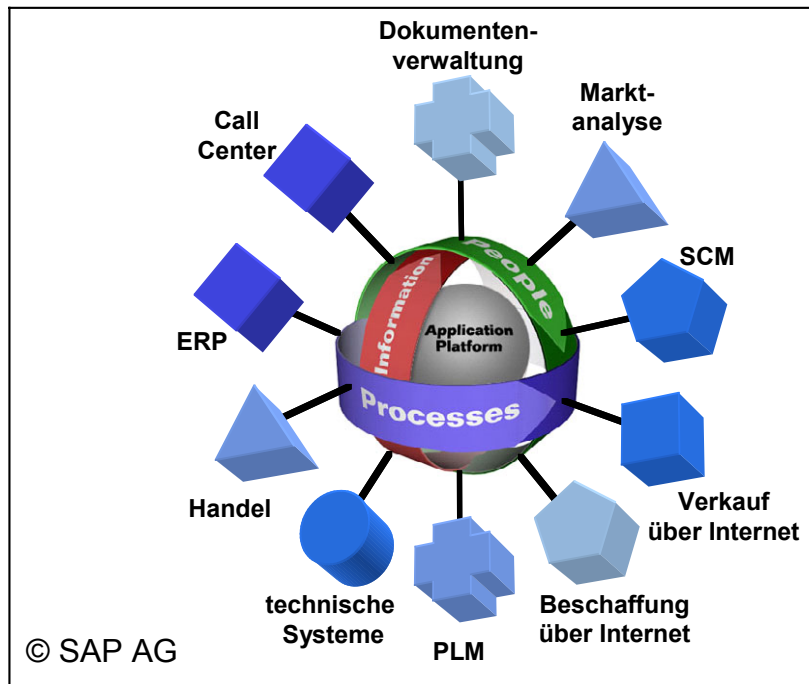 Dokumenten-
verwaltung
Markt-
analyse
Call
Center
People
SCM
Information
ERP
Application
Platform
Processes
Handel
Verkauf
über Internet
technische
Systeme
Beschaffung
über Internet
PLM
© SAP AG